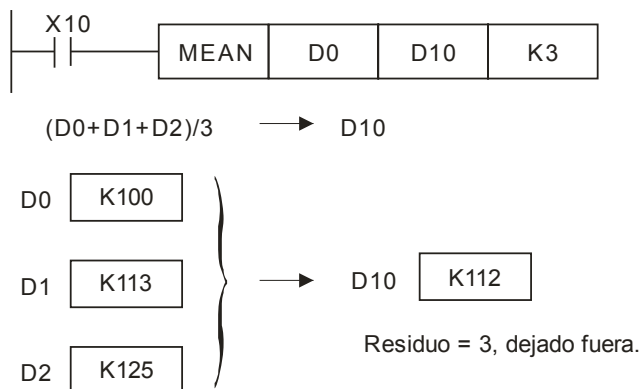 X10
MEAN D0 D10 K3
(D0+D1+D2)/3 D10
D0 K100
D1 K113
D10 K112
Residuo = 3, dejado fuera.
D2 K125